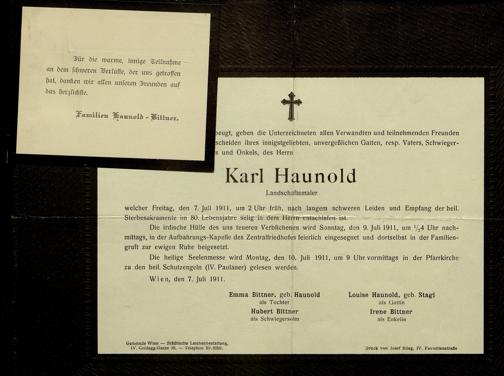 Für die warme, innige Teilnahme
an dem schweren Verluste, der uns getroffen
hat, danken wir allen unseren Freunden auf
das herzlichste.
Familien Haunold-Bittner.
beugt, geben die Unterzeichneten allen Verwandten und teilnehmenden Freunden
scheiden ihres innigstgeliebten, unvergeßlichen Gatten, resp. Vaters, Schwieger-
und Onkels, des Herrn
Karl Haunold
Landschaftsmaler
welcher Freitag, den 7. Juli 1911, um 2 Uhr früh, nach langem schweren Leiden und Empfang der heil.
Sterbesakramente im 80. Lebensjahre selig in dem Herrn entschlafen ist.
Die irdische Hülle des uns teueren Verblichenen wird Sonntag, den 9. Juli 1911, um ½4 Uhr nach-
mittags, in der Aufbahrungs-Kapelle des Zentralfriedhofes feierlich eingesegnet und dortselbst in der Familien-
gruft zur ewigen Ruhe beigesetzt.
Die heilige Seelenmesse wird Montag, den 10. Juli 1911, um 9 Uhr vormittags in der Pfarrkirche
zu den heil. Schutzengeln (IV. Paulaner) gelesen werden.
Wien, den 7. Juli 1911.
Emma Bittner, geb. Haunold
als Tochter
Hubert Bittner
als Schwiegersohn
Louise Haunold, geb. Stagl
als Gattin
Irene Bittner
als Enkelin
Gemeinde Wien — Städtische Leichenbestattung,
IV. Goldegg-Gasse — Telephon
Druck von Josef IV. Favoritenstraße